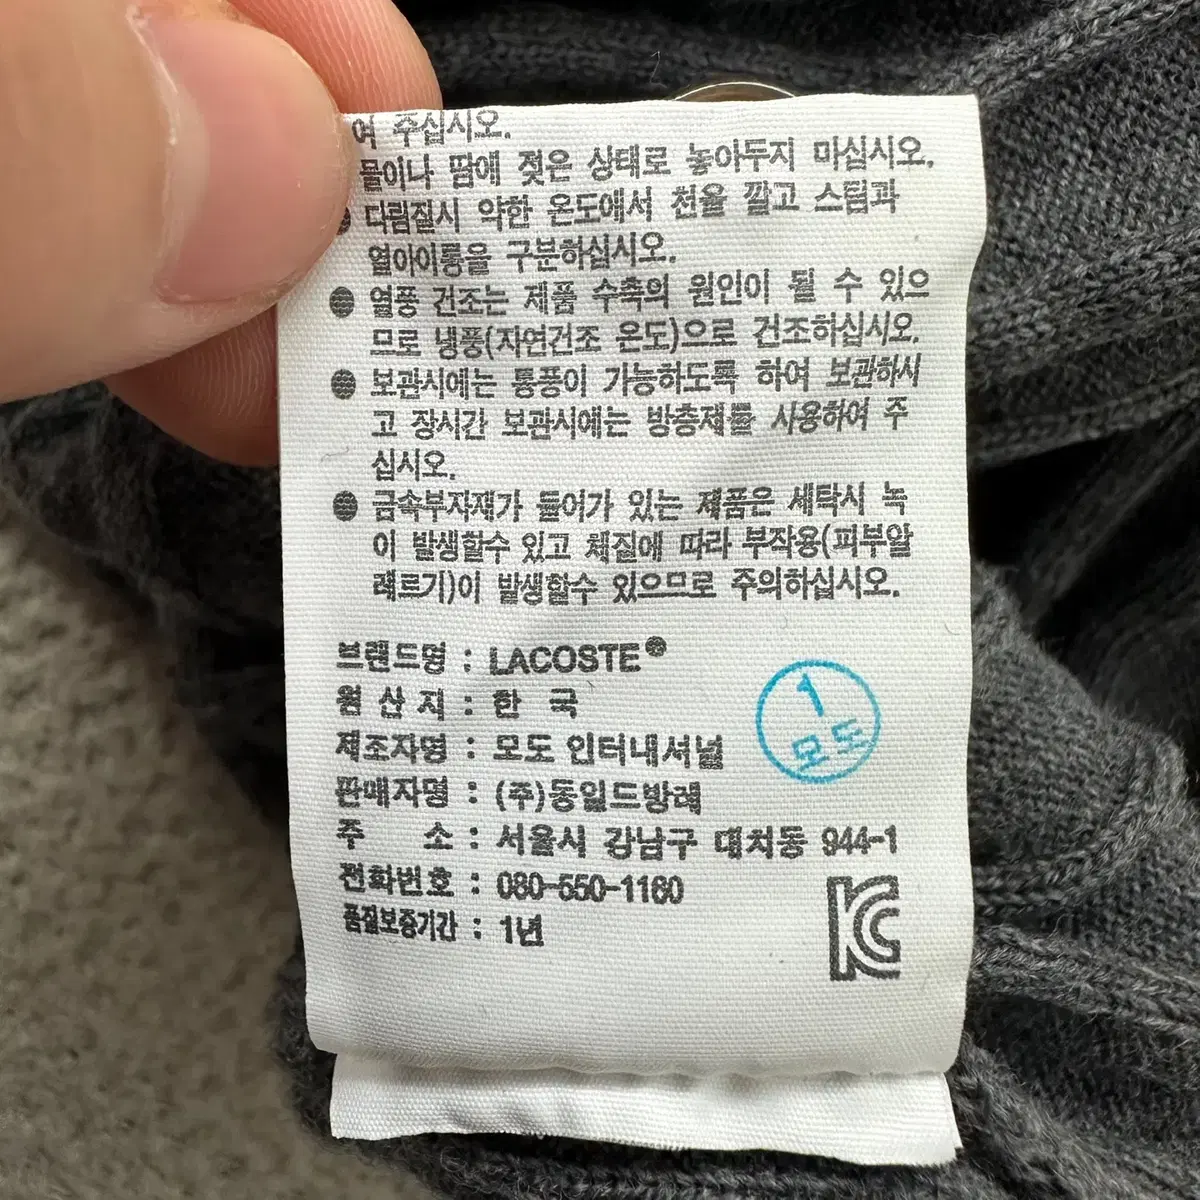 여 주십시오.
물이나 땀에 젖은 상태로 놓아두지 마십시오.
● 다림질시 약한 온도에서 천을 깔고 스팀과
열아이롱을 구분하십시오.
● 열풍 건조는 제품 수축의 원인이 될 수 있으
므로 냉풍(자연건조 온도)으로 건조하십시오.
● 보관시에는 통풍이 가능하도록 하여 보관하시
고 장시간 보관시에는 방충제를 사용하여 주
십시오.
● 금속부자재가 들어가 있는 제품은 세탁시 녹
이 발생할수 있고 체질에 따라 부작용(피부알
레르기)이 발생할수 있으므로 주의하십시오.
브랜드명 : LACOSTE®
원 산 지 : 한 국
제조자명 : 모도 인터내셔널
판매자명 : (주)동일드방레
주 소 : 서울시 강남구 대치동 944-1
전화번호 : 080-550-1160
품질보증기간 : 1년
1
모도
KC